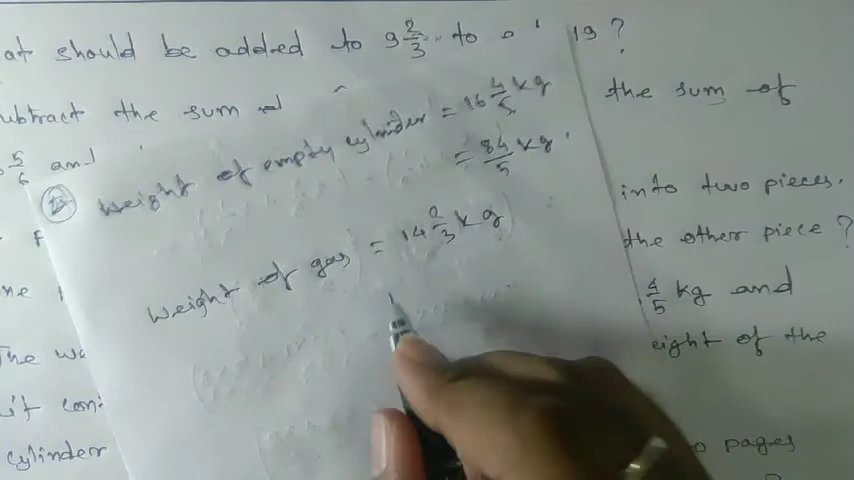 at should be added to 9 2/3 to 19?
ubtract the sum the sum of
5/6 and
Weight of empty cylinder = 16 4/5 kg
= 84/5 kg
into two pieces.
Weight of gas = 14 2/3 kg
the other piece?
4/5 kg and
The
eight of the
it
cylinder
pages